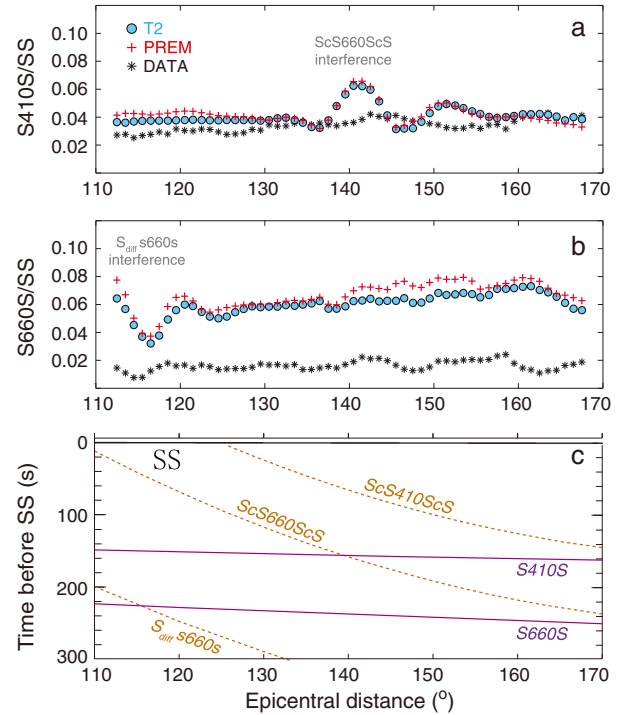 a
T2
PREM
DATA
ScS660ScS
interference
S410S/SS
0.10
0.08
0.06
0.04
0.02
110 120 130 140 150 160 170
b
S_diff s660s
interference
S660S/SS
0.10
0.08
0.06
0.04
0.02
110 120 130 140 150 160 170
c
SS
ScS410ScS
ScS660ScS
S410S
S660S
S_diff s660s
Time before SS (s)
0
100
200
300
110 120 130 140 150 160 170
Epicentral distance (°)